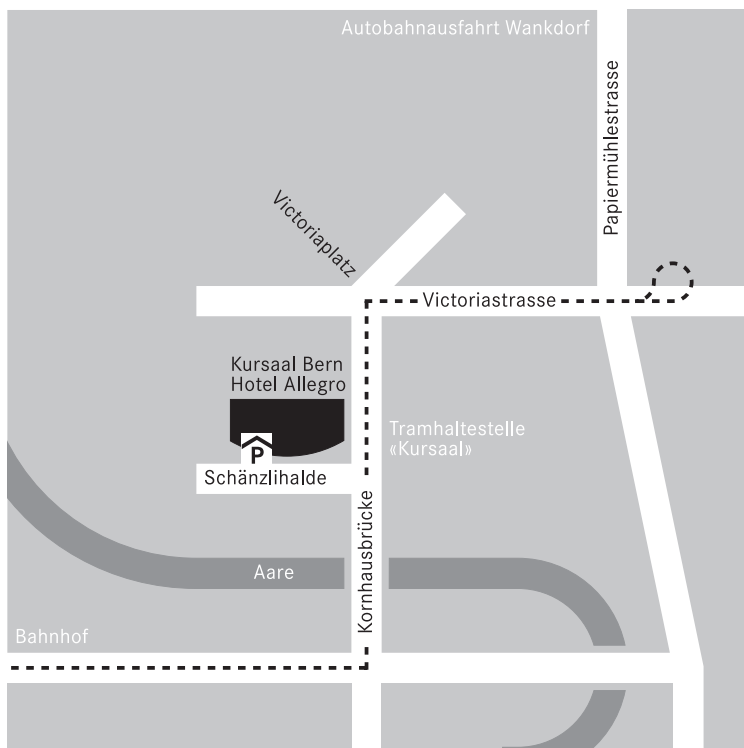 Autobahnausfahrt Wankdorf
Papiermühlestrasse
Victoriaplatz
Victoriastrasse
Kursaal Bern
Hotel Allegro
Tramhaltestelle
«Kursaal»
P
Schänzlihalde
Kornhausbrücke
Aare
Bahnhof